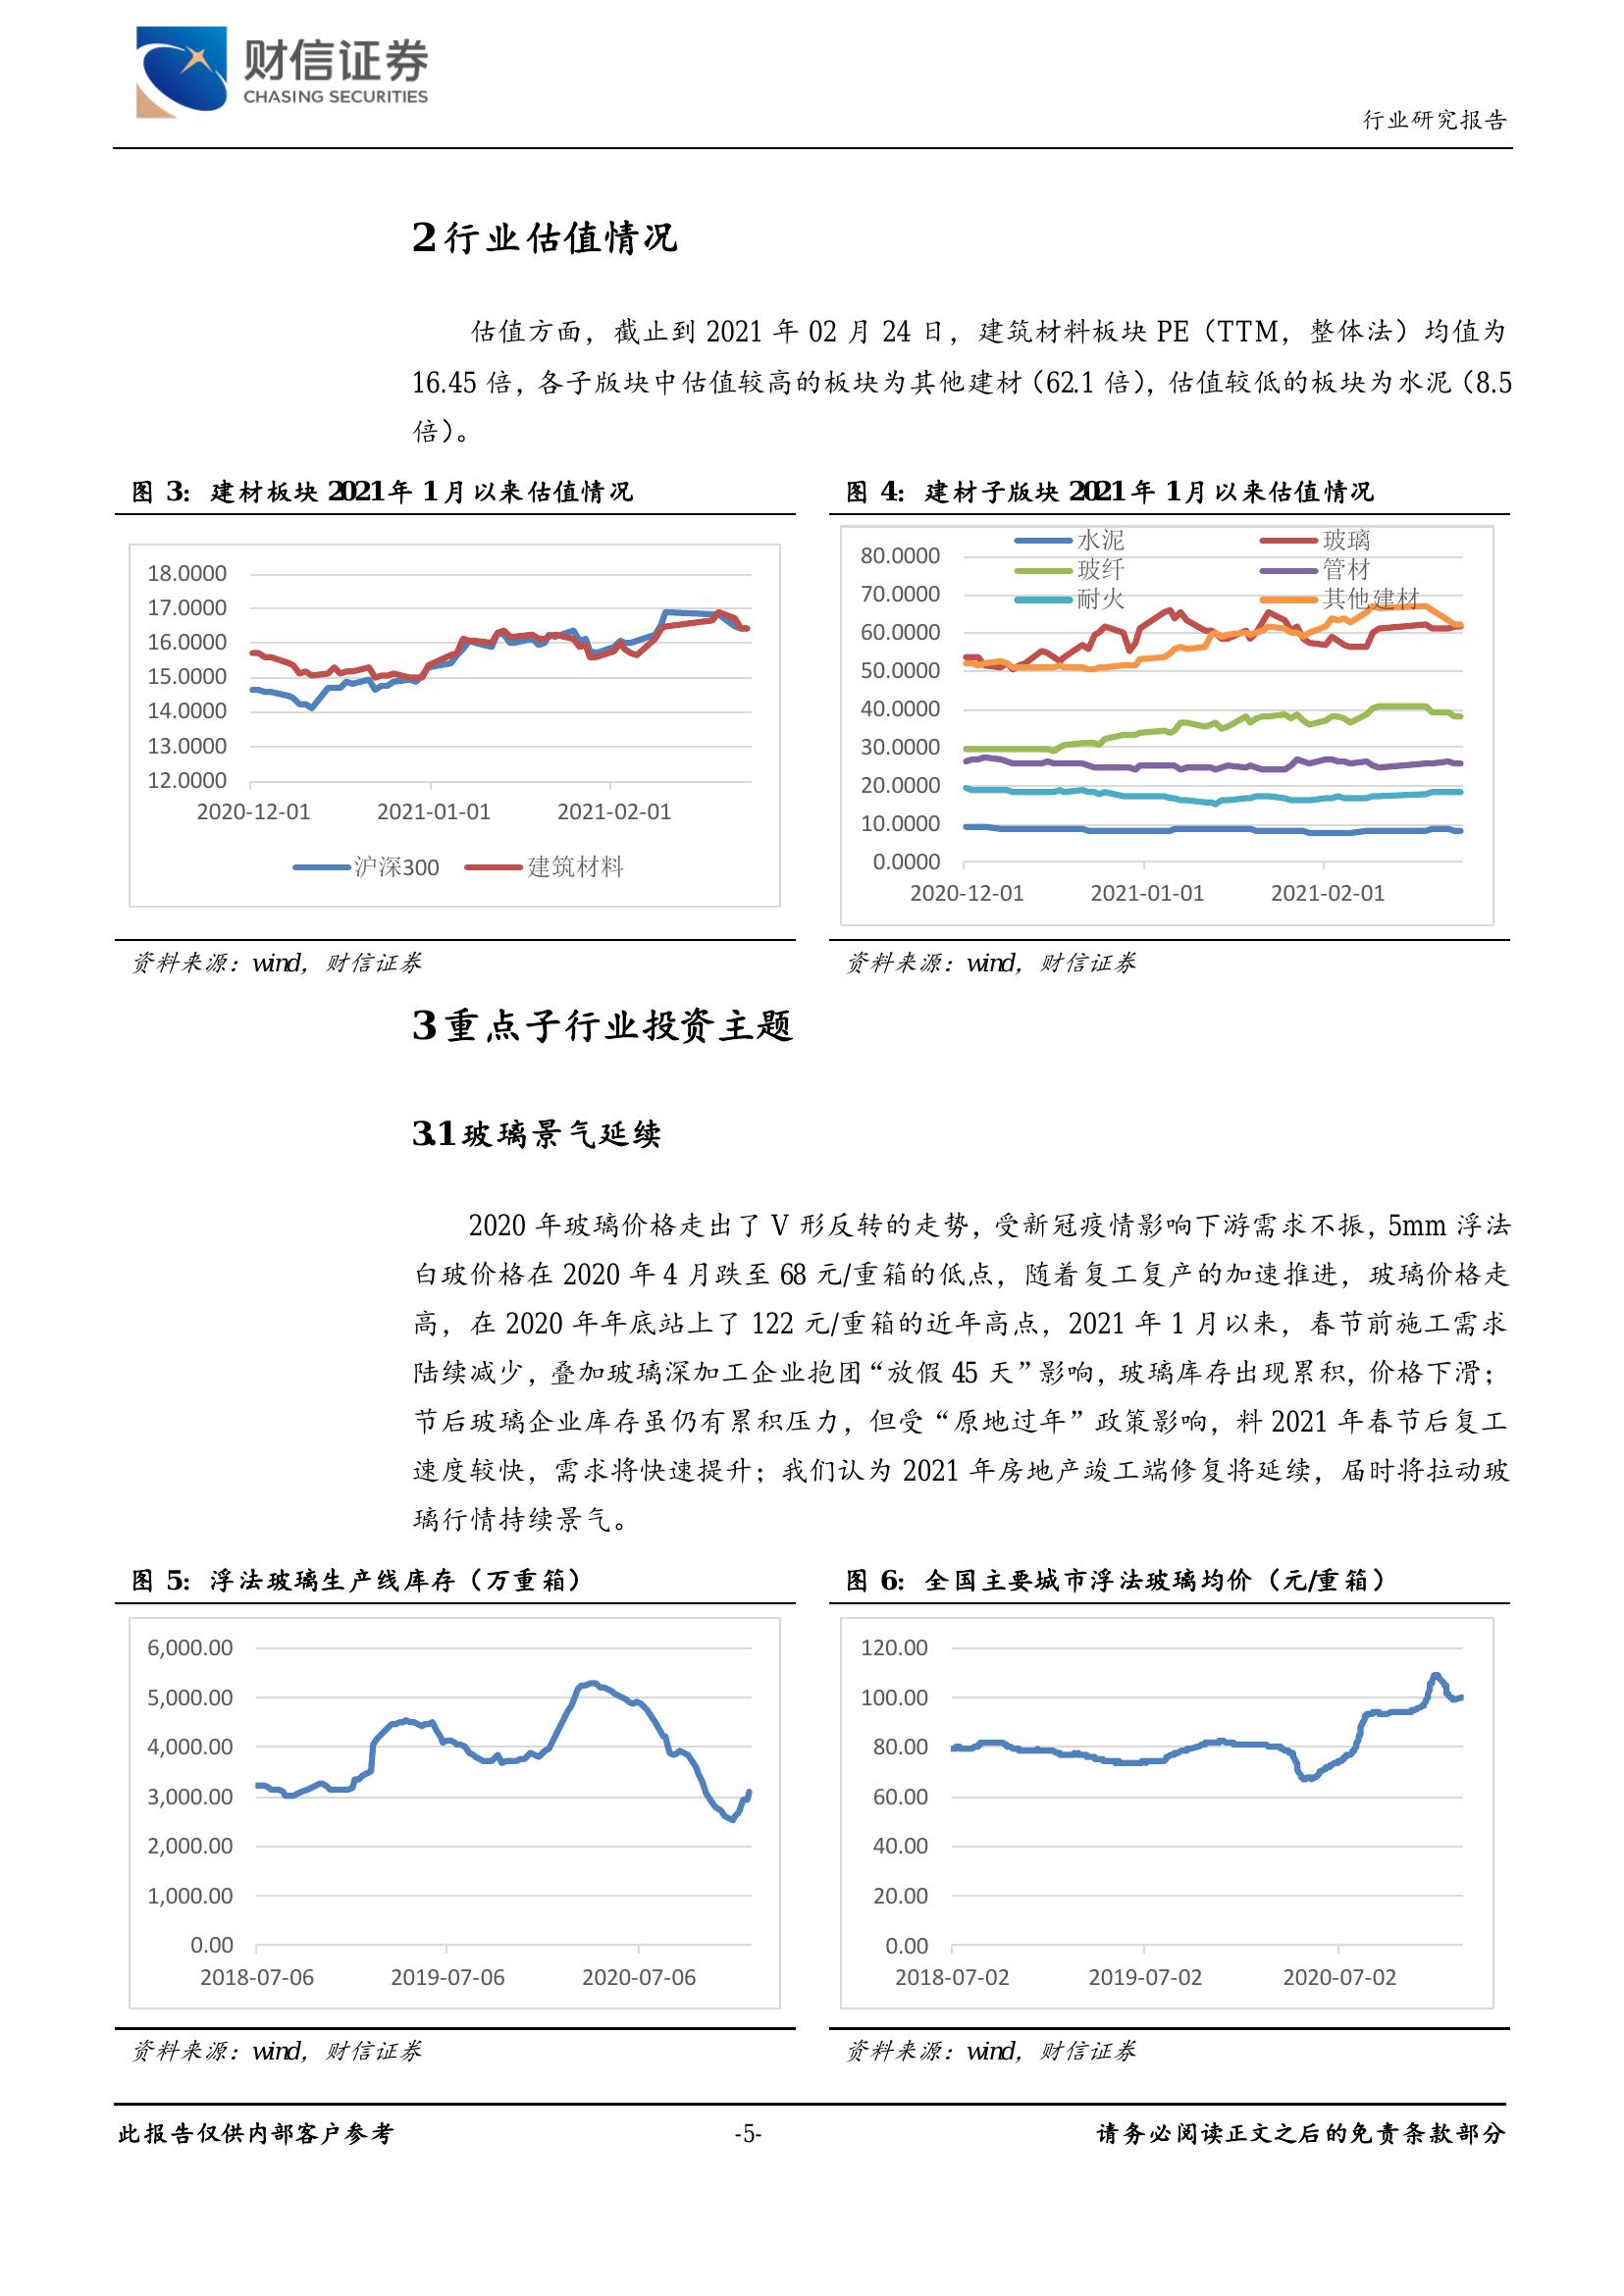 财信证券
CHASING SECURITIES
行业研究报告
2 行业估值情况
估值方面，截止到 2021 年 02 月 24 日，建筑材料板块 PE（TTM，整体法）均值为
16.45 倍，各子版块中估值较高的板块为其他建材（62.1 倍），估值较低的板块为水泥（8.5
倍）。
图 3：建材板块 2021 年 1 月以来估值情况
18.0000
17.0000
16.0000
15.0000
14.0000
13.0000
12.0000
2020-12-01 2021-01-01 2021-02-01
沪深300 建筑材料
资料来源：wind，财信证券
图 4：建材子版块 2021 年 1 月以来估值情况
水泥 玻璃
玻纤 管材
耐火 其他建材
80.0000
70.0000
60.0000
50.0000
40.0000
30.0000
20.0000
10.0000
0.0000
2020-12-01 2021-01-01 2021-02-01
资料来源：wind，财信证券
3 重点子行业投资主题
3.1 玻璃景气延续
2020 年玻璃价格走出了 V 形反转的走势，受新冠疫情影响下游需求不振，5mm 浮法
白玻价格在 2020 年 4 月跌至 68 元/重箱的低点，随着复工复产的加速推进，玻璃价格走
高，在 2020 年年底站上了 122 元/重箱的近年高点，2021 年 1 月以来，春节前施工需求
陆续减少，叠加玻璃深加工企业抱团“放假 45 天”影响，玻璃库存出现累积，价格下滑；
节后玻璃企业库存虽仍有累积压力，但受“原地过年”政策影响，料 2021 年春节后复工
速度较快，需求将快速提升；我们认为 2021 年房地产竣工端修复将延续，届时将拉动玻
璃行情持续景气。
图 5：浮法玻璃生产线库存（万重箱）
6,000.00
5,000.00
4,000.00
3,000.00
2,000.00
1,000.00
0.00
2018-07-06 2019-07-06 2020-07-06
资料来源：wind，财信证券
图 6：全国主要城市浮法玻璃均价（元/重箱）
120.00
100.00
80.00
60.00
40.00
20.00
0.00
2018-07-02 2019-07-02 2020-07-02
资料来源：wind，财信证券
此报告仅供内部客户参考 -5- 请务必阅读正文之后的免责条款部分